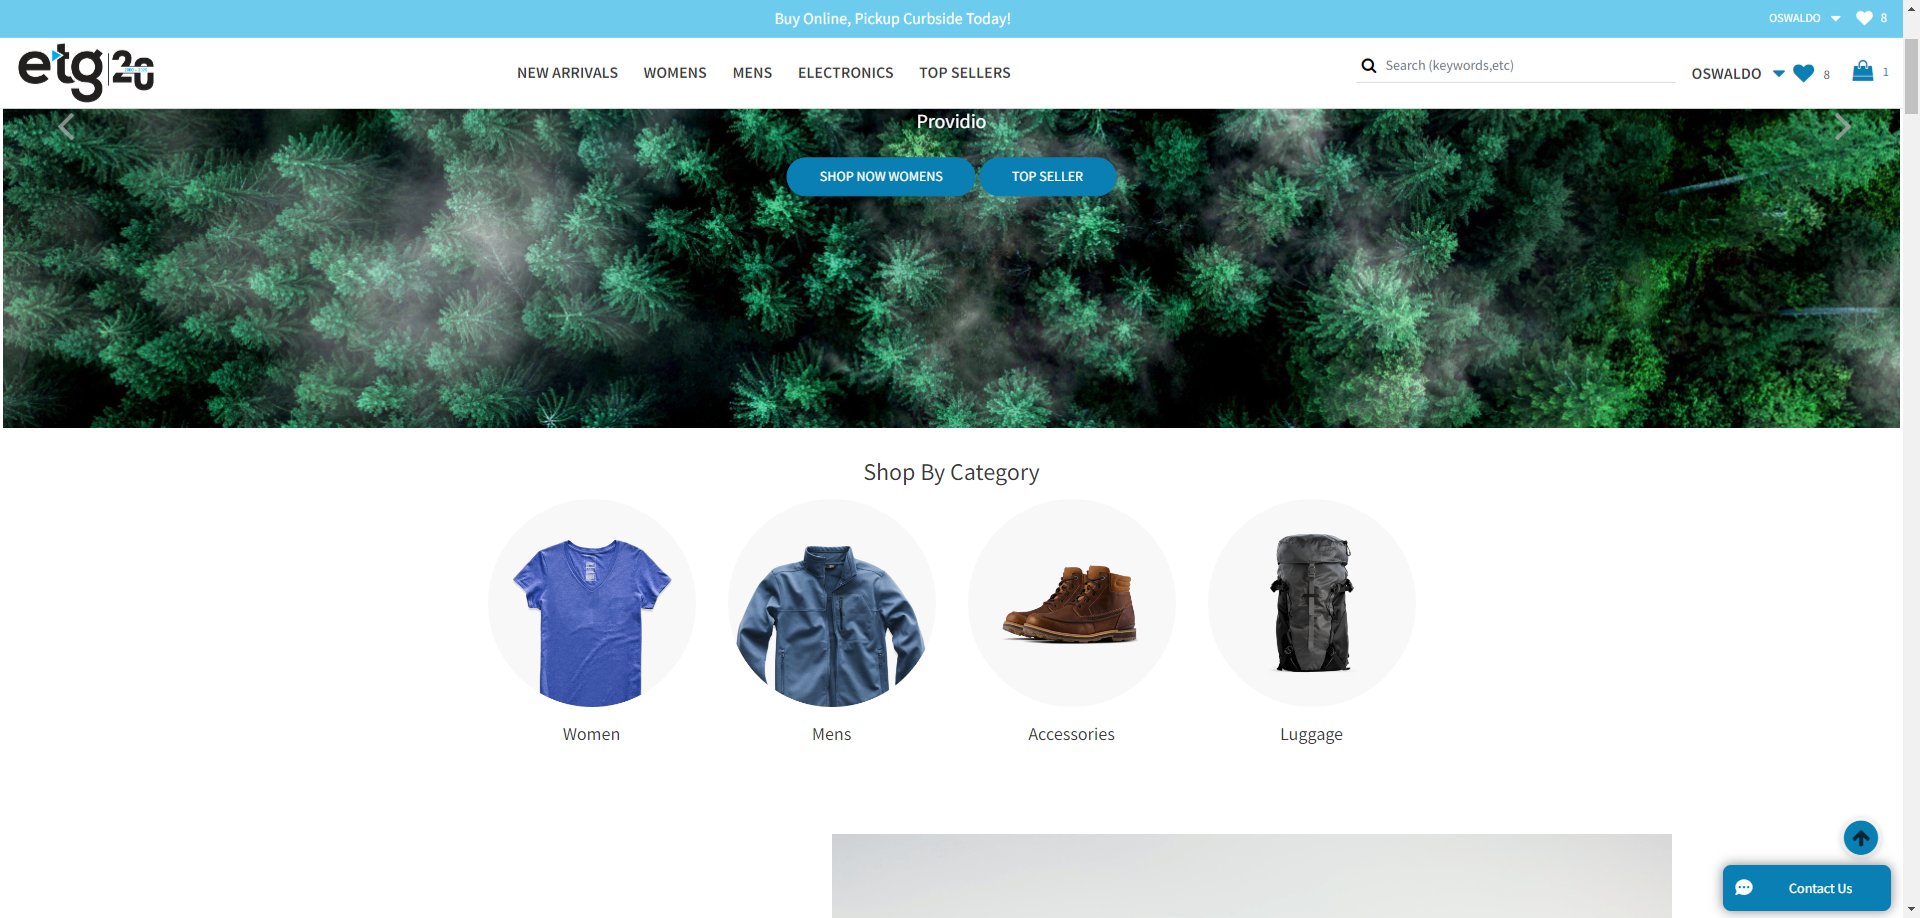 Buy Online, Pickup Curbside Today!
OSWALDO 8
etg 20
NEW ARRIVALS WOMENS MENS ELECTRONICS TOP SELLERS
Search (keywords,etc)
OSWALDO 8 1
Providio
SHOP NOW WOMENS TOP SELLER
Shop By Category
Women Mens Accessories Luggage
Contact Us